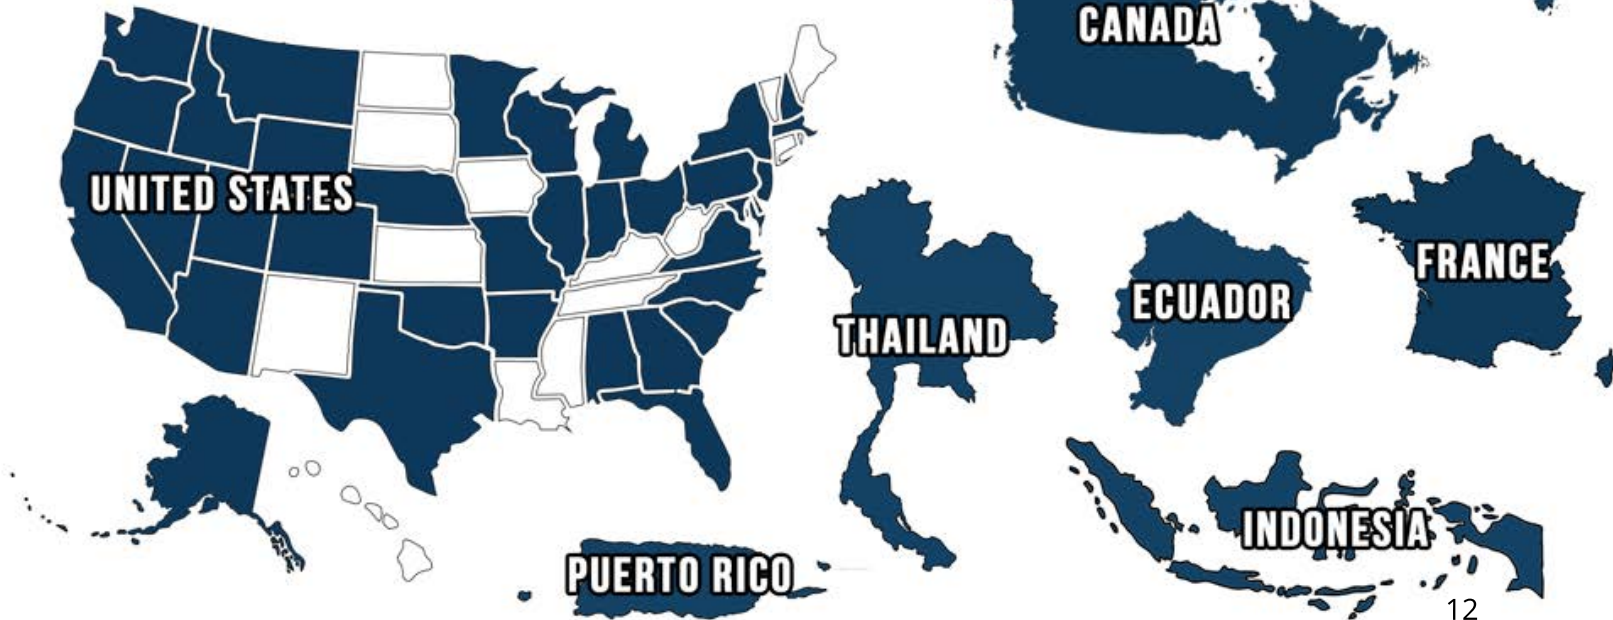 CANADA
UNITED STATES
FRANCE
ECUADOR
THAILAND
INDONESIA
PUERTO RICO
12